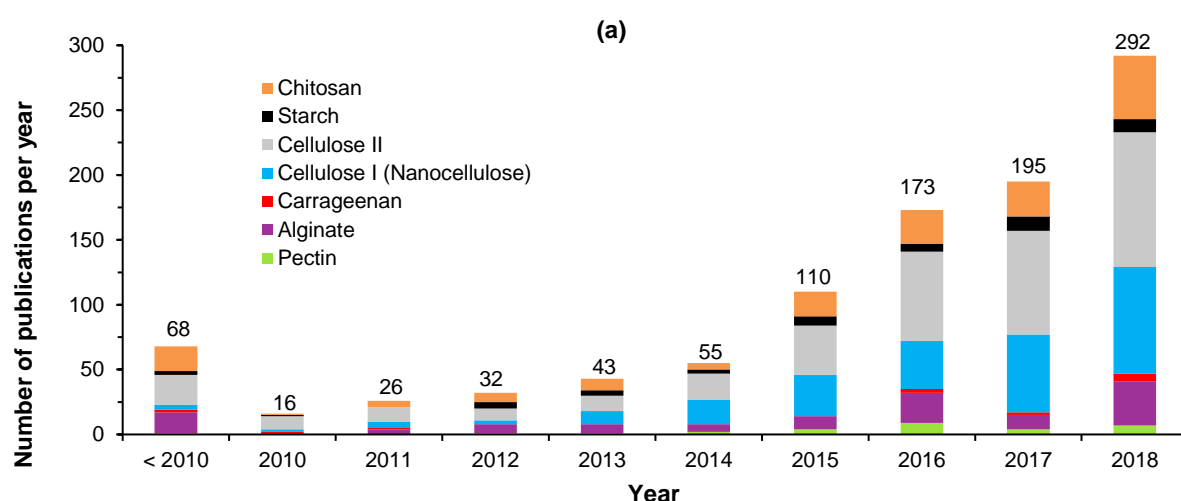 (a)
Number of publications per year
300
250
200
150
100
50
0
Chitosan
Starch
Cellulose II
Cellulose I (Nanocellulose)
Carrageenan
Alginate
Pectin
68
16
26
32
43
55
110
173
195
292
< 2010
2010
2011
2012
2013
2014
2015
2016
2017
2018
Year